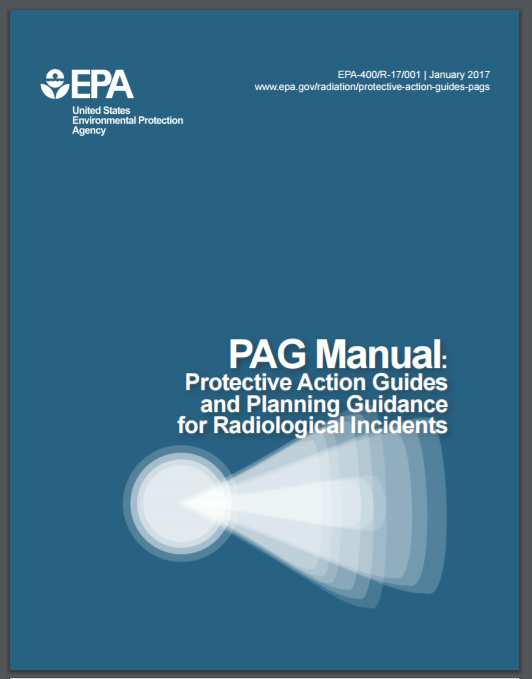 EPA-400/R-17/001 | January 2017
www.epa.gov/radiation/protective-action-guides-pags
EPA
United States
Environmental Protection
Agency
PAG Manual:
Protective Action Guides
and Planning Guidance
for Radiological Incidents